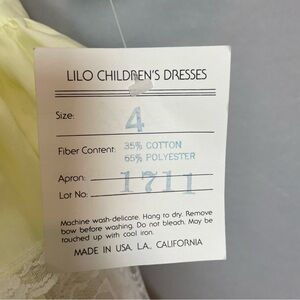 LILO CHILDREN'S DRESSES
Size: 4
Fiber Content: 35% COTTON
65% POLYESTER
Apron:
Lot No: 1711
Machine wash-delicate. Hang to dry. Remove
bow before washing. Do not bleach. May be
touched up with cool iron.
MADE IN USA. L.A., CALIFORNIA